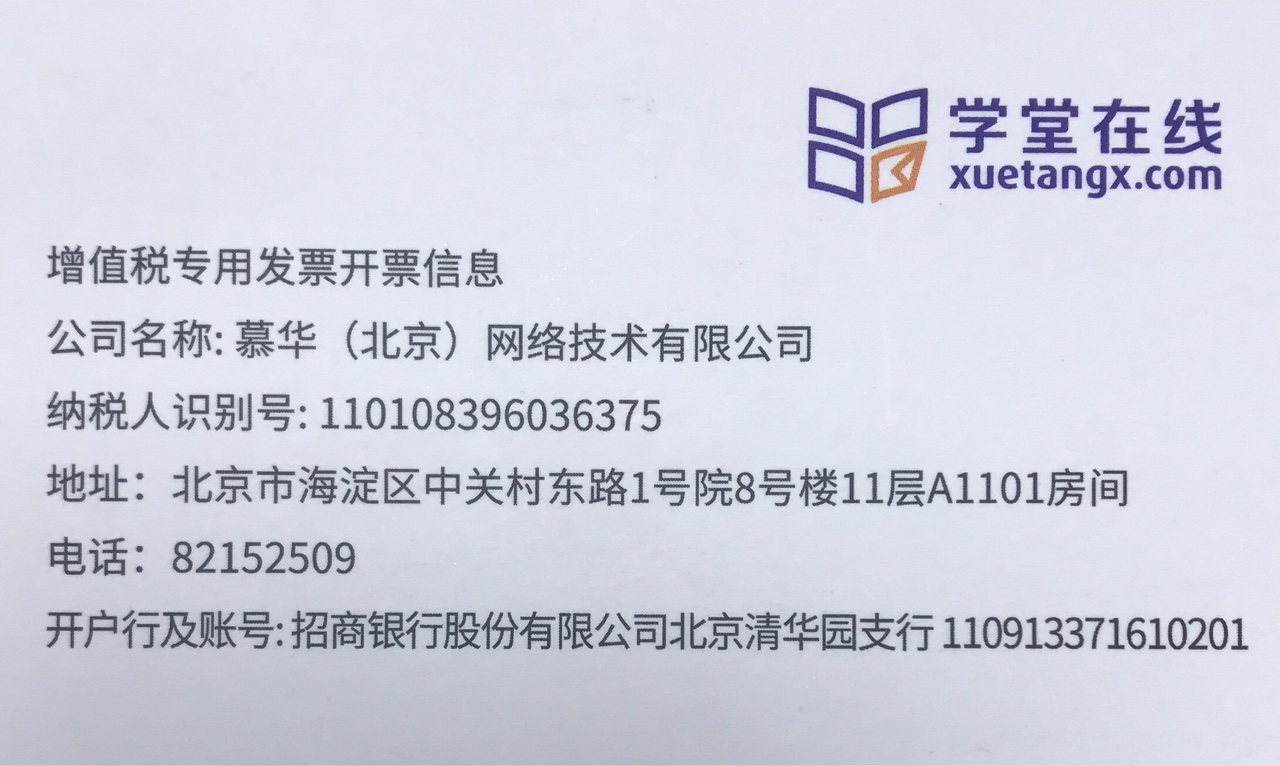 学堂在线
xuetangx.com
增值税专用发票开票信息
公司名称: 慕华（北京）网络技术有限公司
纳税人识别号: 110108396036375
地址：北京市海淀区中关村东路1号院8号楼11层A1101房间
电话：82152509
开户行及账号: 招商银行股份有限公司北京清华园支行 110913371610201